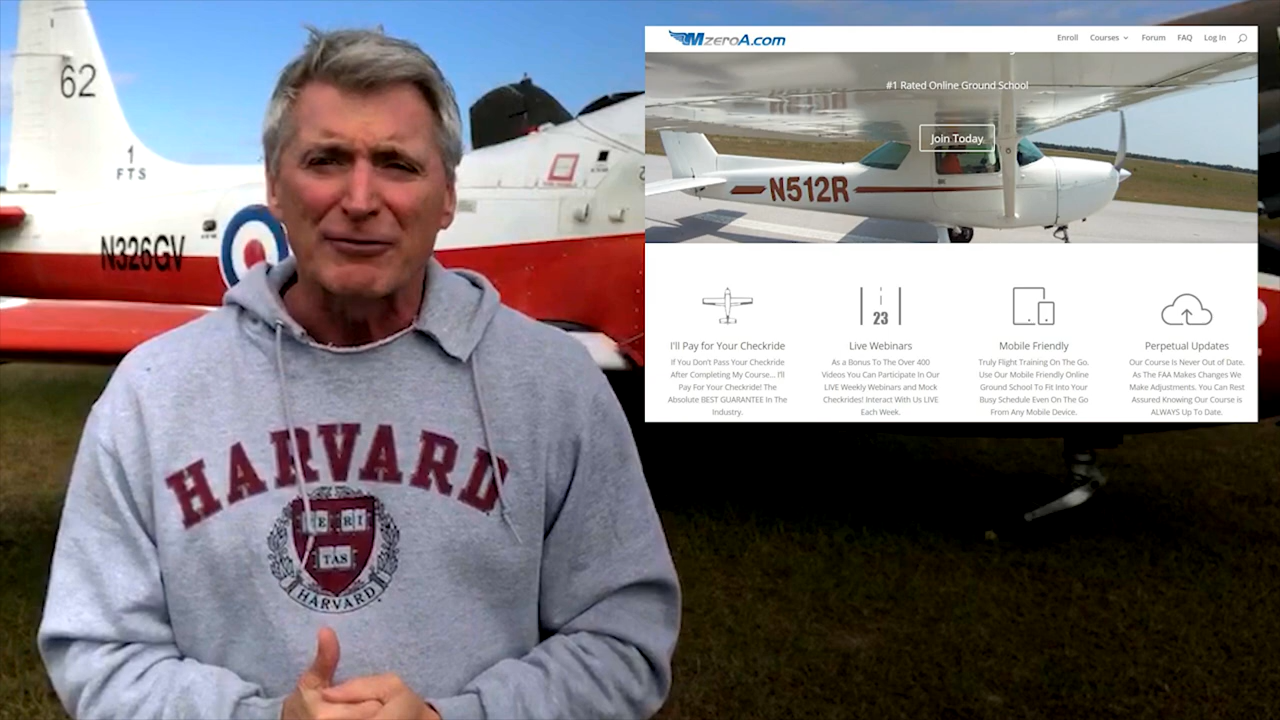 62
1
FTS
N326GV
HARVARD
VE RI
TAS
HARVARD
MzeroA.com
Enroll Courses Forum FAQ Log In
#1 Rated Online Ground School
Join Today
N512R
23
I'll Pay for Your Checkride
If You Don't Pass Your Checkride
After Completing My Course... I'll
Pay For Your Checkride! The
Absolute BEST GUARANTEE In The
Industry.
Live Webinars
As a Bonus To The Over 400
Videos You Can Participate In Our
LIVE Weekly Webinars and Mock
Checkrides! Interact With Us LIVE
Each Week.
Mobile Friendly
Truly Flight Training On The Go.
Use Our Mobile Friendly Online
Ground School To Fit Into Your
Busy Schedule Even On The Go
From Any Mobile Device.
Perpetual Updates
Our Course Is Never Out of Date.
As The FAA Makes Changes We
Make Adjustments. You Can Rest
Assured Knowing Our Course is
ALWAYS Up To Date.